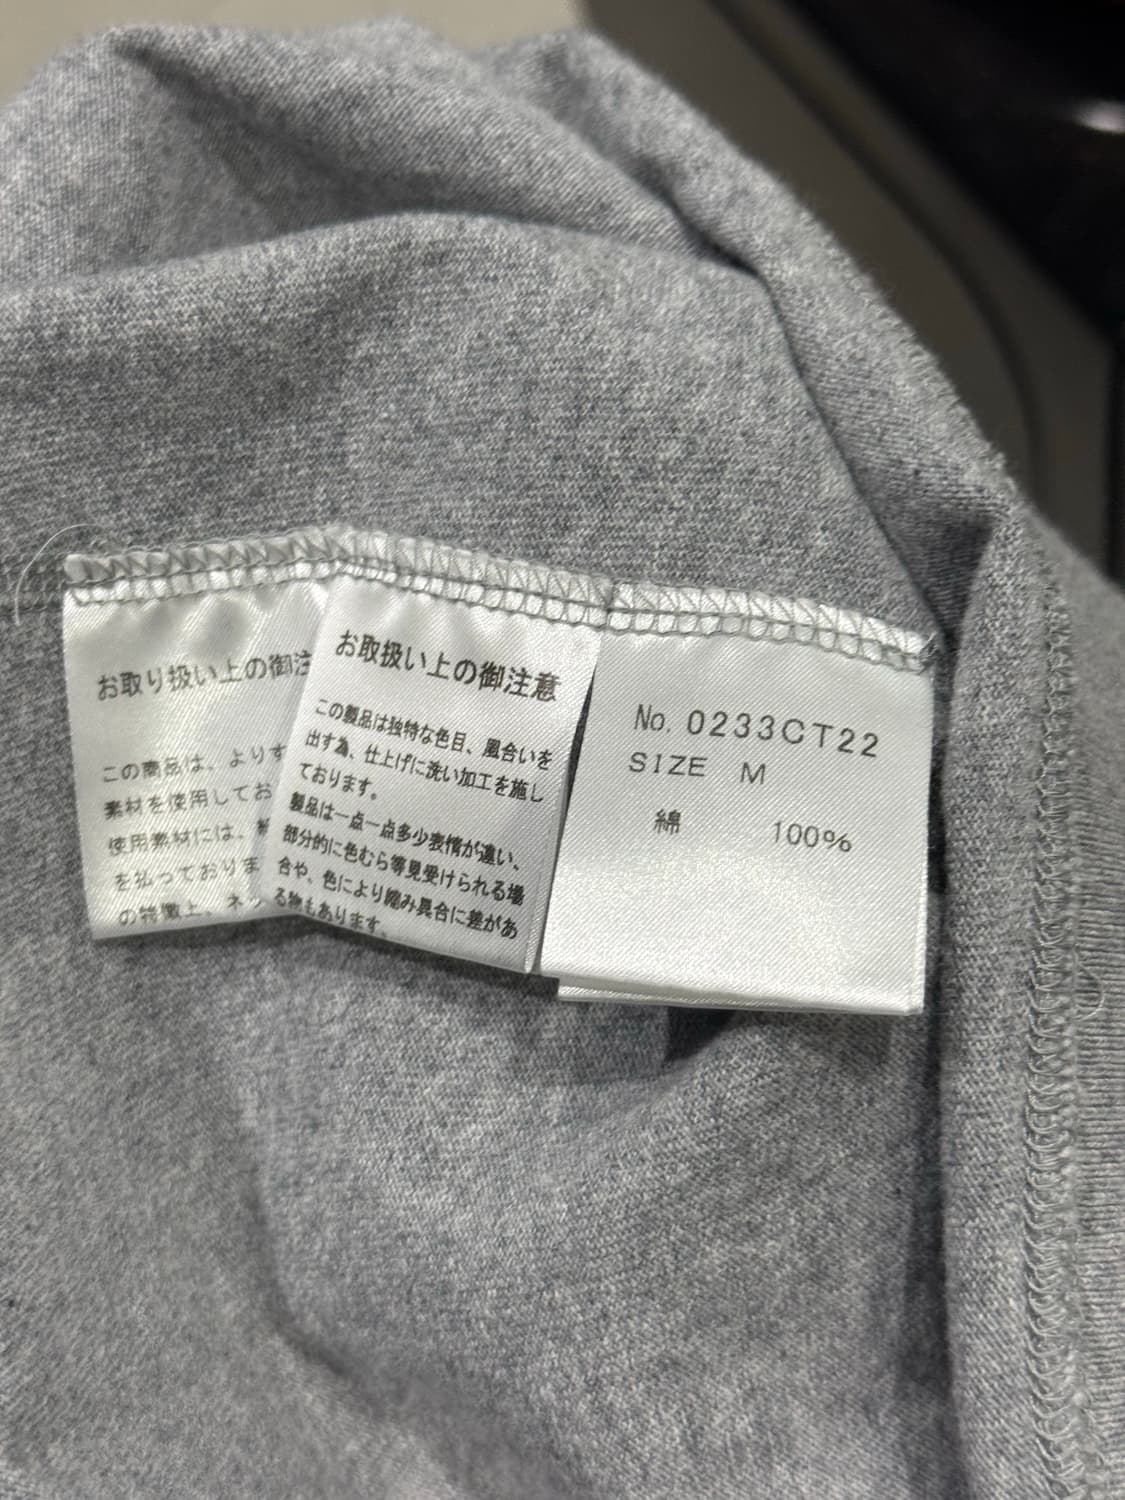 お取り扱い上の御注
この商品は、よりす
素材を使用してお
使用素材には、
を払っておりま
の特徴上、ネッ
お取扱い上の御注意
この製品は独特な色目、風合いを
出す為、仕上げに洗い加工を施し
ております。
製品は一点一点多少表情が違い、
部分的に色むら等見受けられる場
合や、色により縮み具合に差があ
る物もあります。
No. 0233CT22
SIZE M
綿 100%